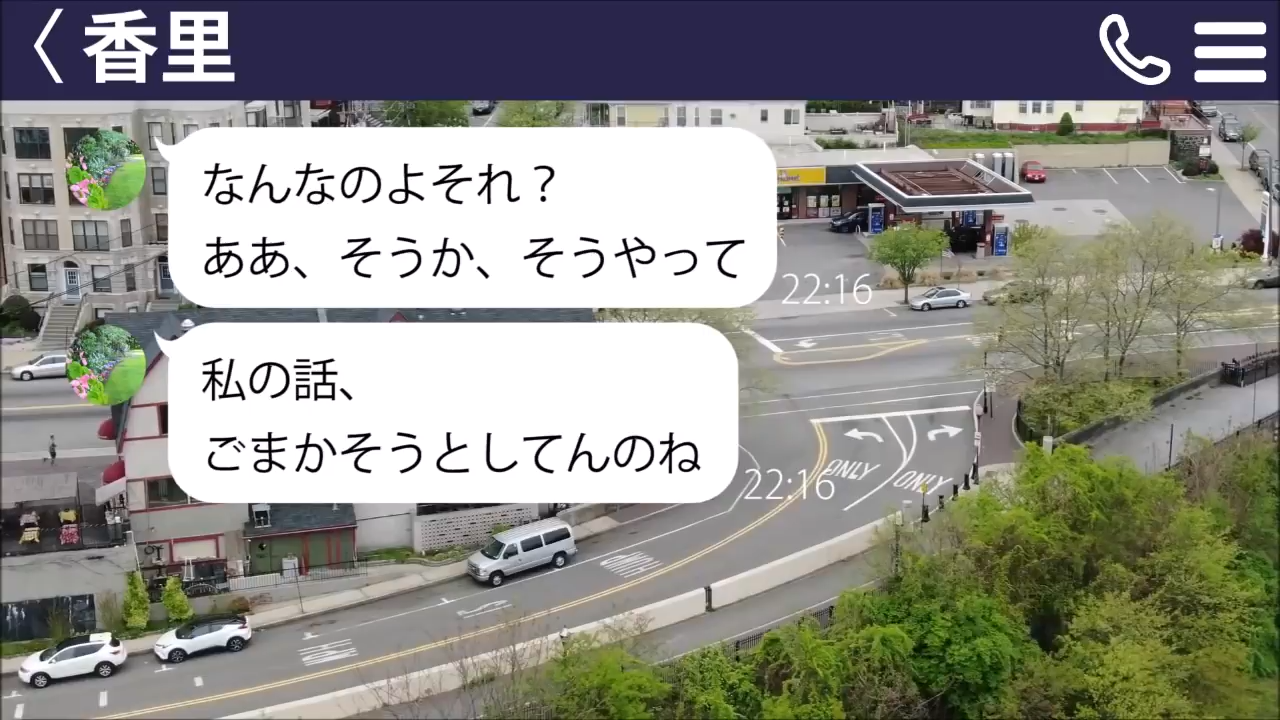 香里
なんなのよそれ？
ああ、そうか、そうやって
22:16
私の話、
ごまかそうとしてんのね
22:16
ONLY
ONLY